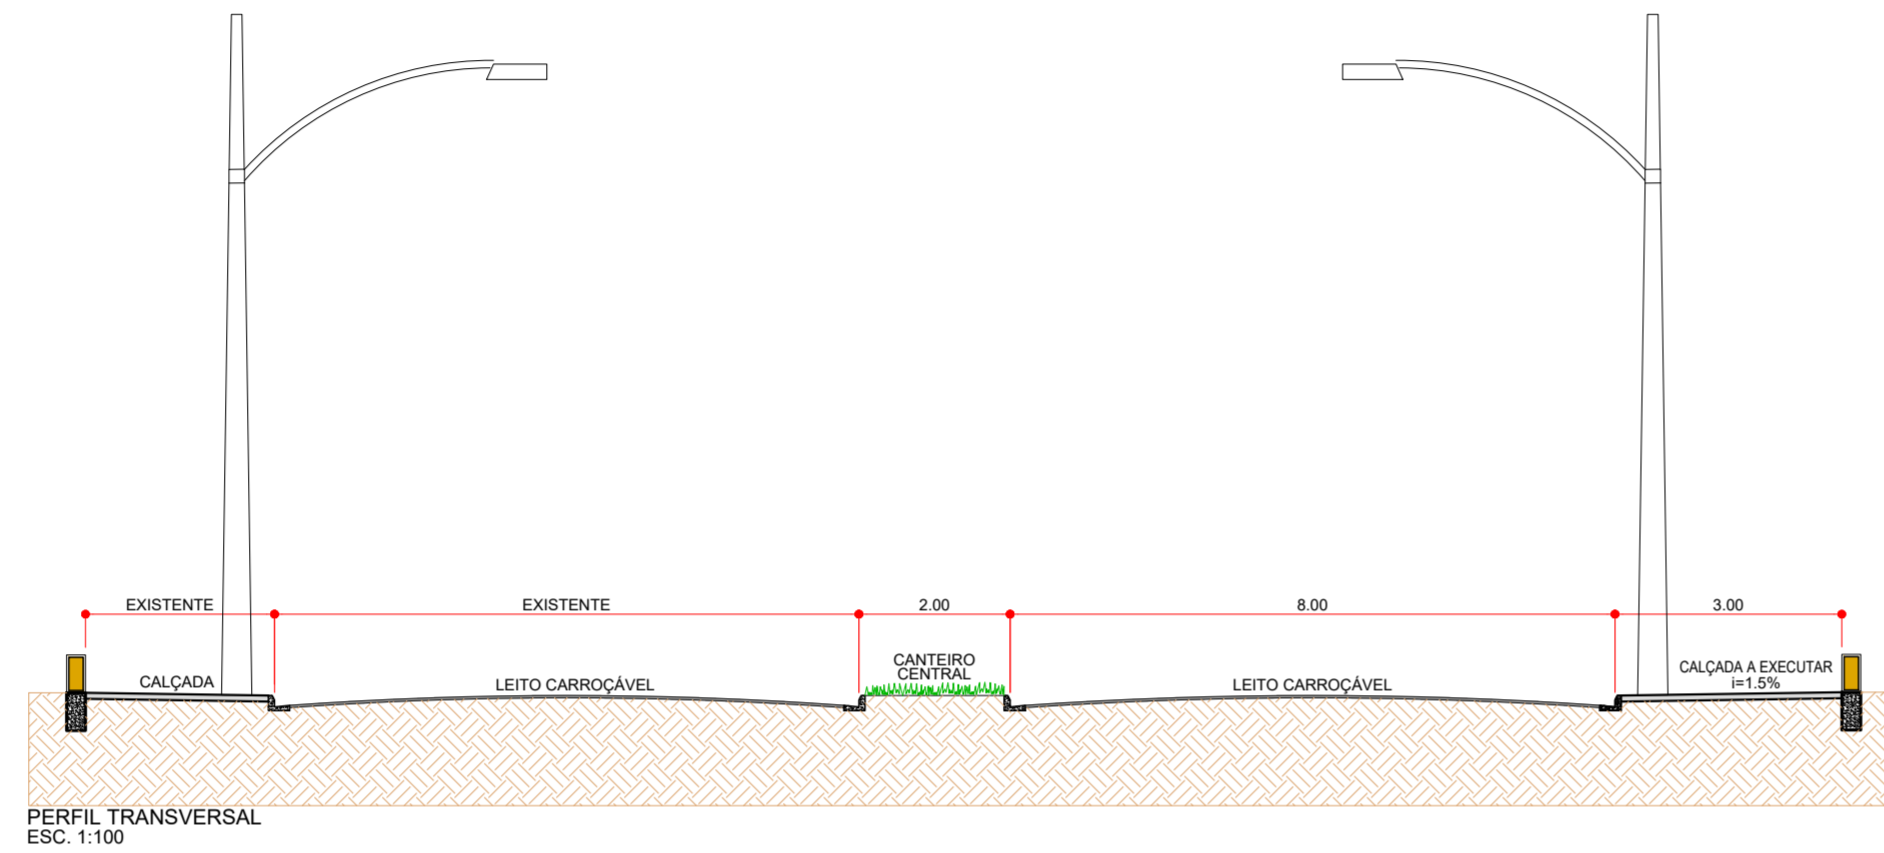 EXISTENTE
EXISTENTE
2.00
8.00
3.00
CALÇADA
LEITO CARROÇÁVEL
CANTEIRO
CENTRAL
LEITO CARROÇÁVEL
CALÇADA A EXECUTAR
i=1.5%
PERFIL TRANSVERSAL
ESC. 1:100